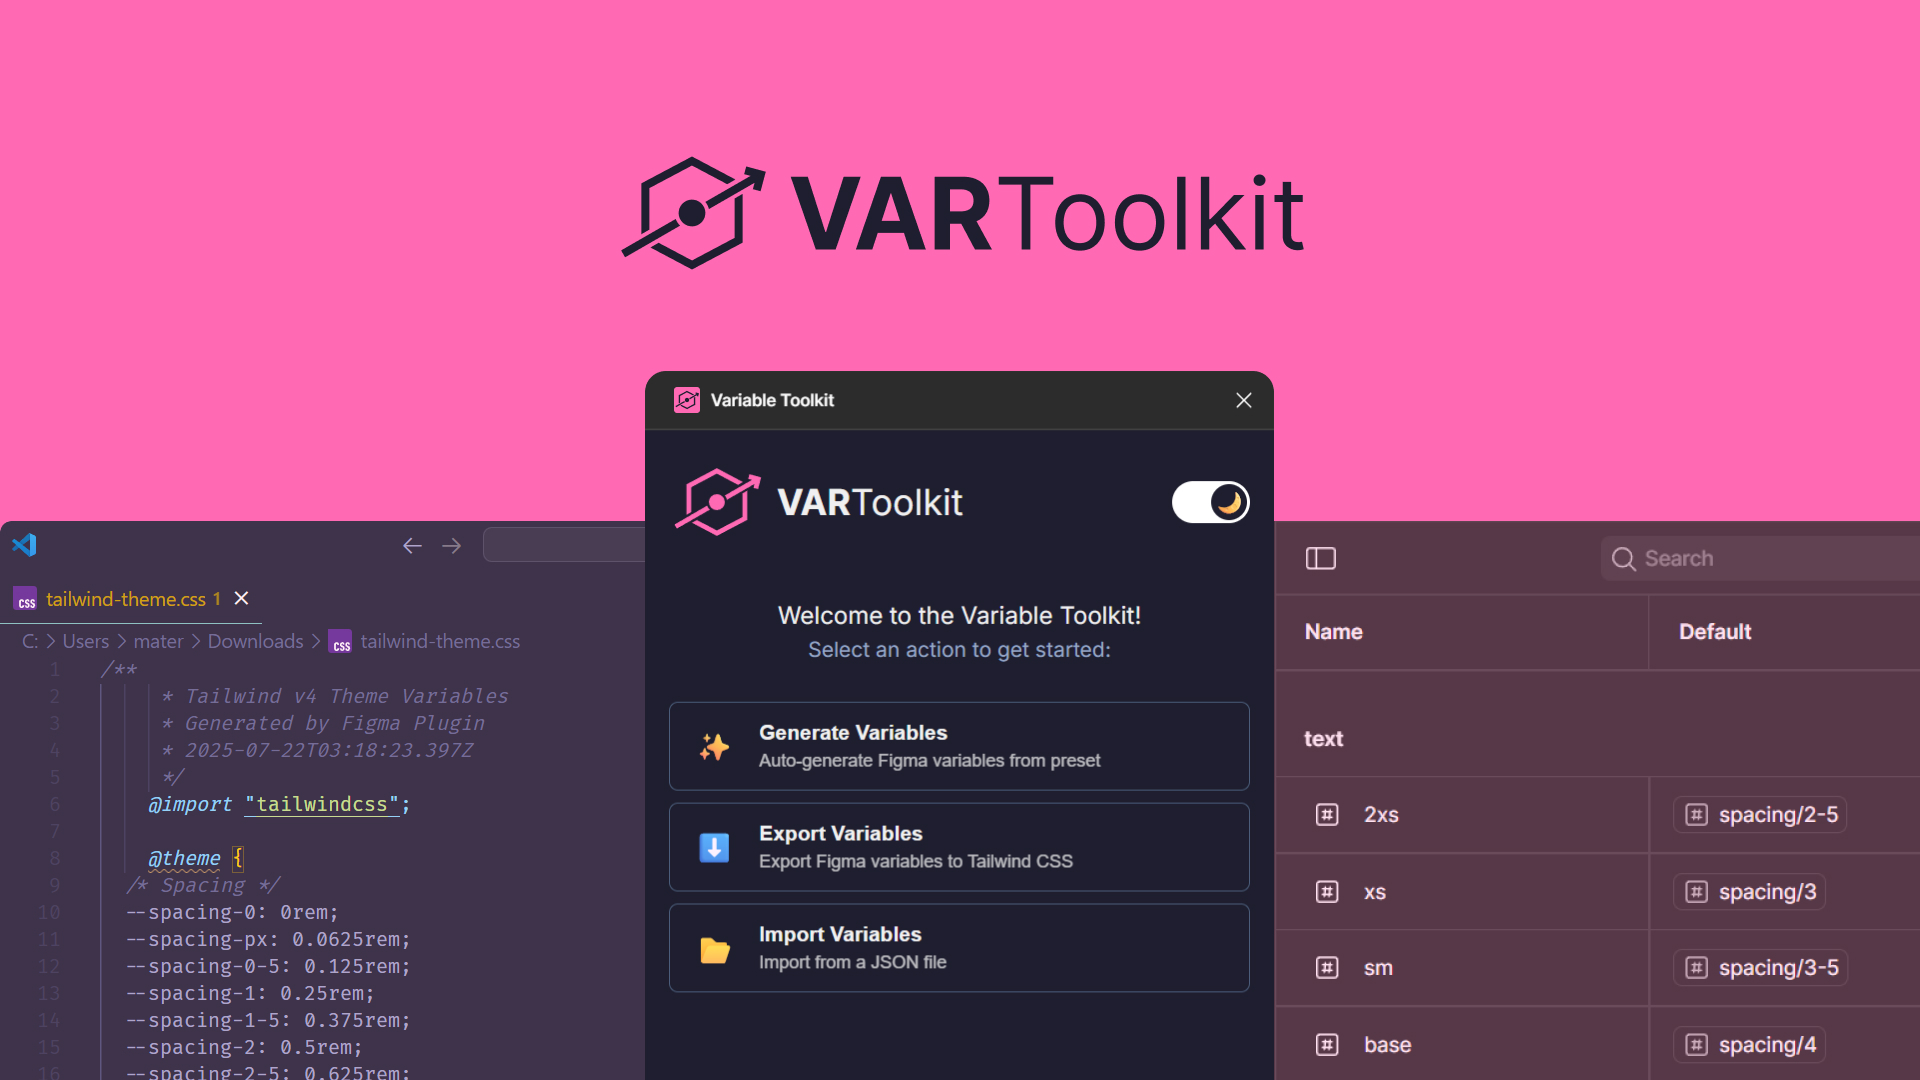 VARToolkit
Variable Toolkit
VARToolkit
Welcome to the Variable Toolkit!
Select an action to get started:
Generate Variables
Auto-generate Figma variables from preset
Export Variables
Export Figma variables to Tailwind CSS
Import Variables
Import from a JSON file
css tailwind-theme.css 1
C: > Users > mater > Downloads > css tailwind-theme.css
1 /**
2 * Tailwind v4 Theme Variables
3 * Generated by Figma Plugin
4 * 2025-07-22T03:18:23.397Z
5 */
6 @import "tailwindcss";
7
8 @theme {
9 /* Spacing */
10 --spacing-0: 0rem;
11 --spacing-px: 0.0625rem;
12 --spacing-0-5: 0.125rem;
13 --spacing-1: 0.25rem;
14 --spacing-1-5: 0.375rem;
15 --spacing-2: 0.5rem;
16 --spacing-2-5: 0.625rem;
Search
Name Default
text
2xs spacing/2-5
xs spacing/3
sm spacing/3-5
base spacing/4